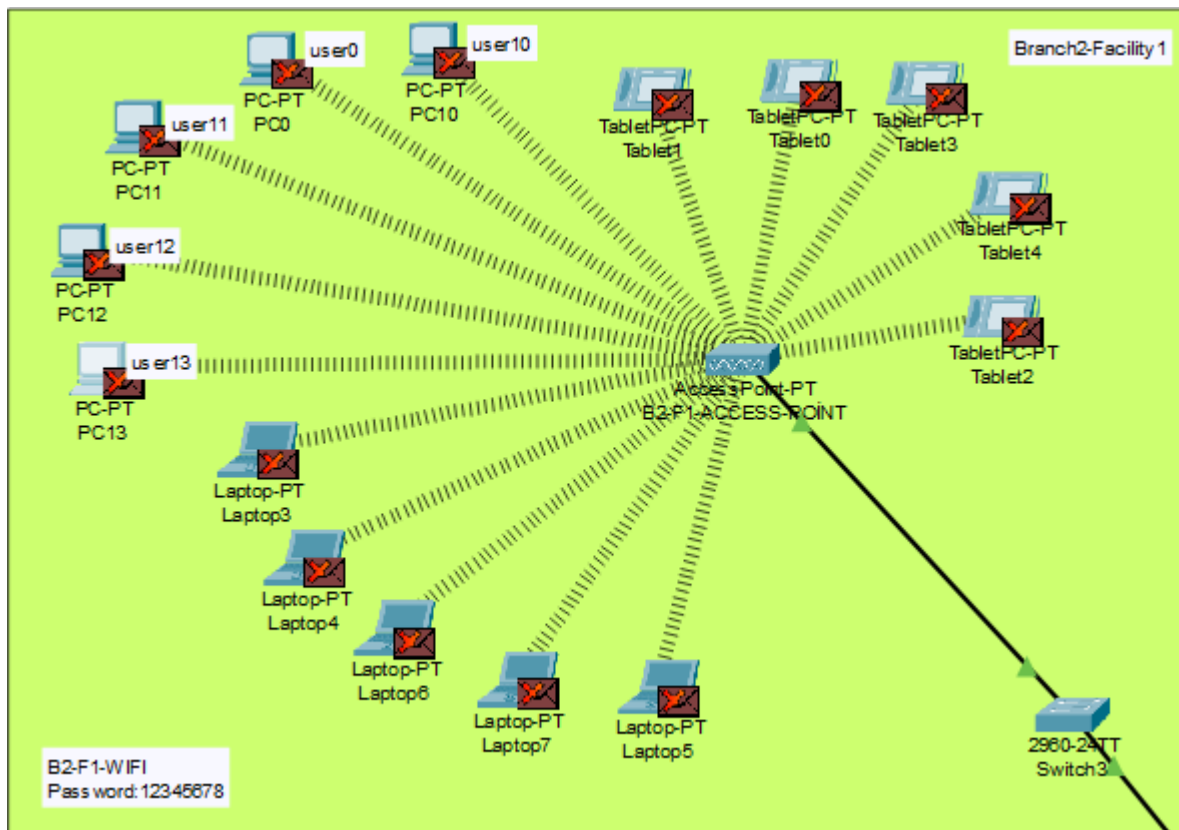 user0
user10
Branch2-Facility 1
PC-PT
PC0
PC-PT
PC10
TabletPC-PT
Tablet1
TabletPC-PT
Tablet0
TabletPC-PT
Tablet3
user11
PC-PT
PC11
TabletPC-PT
Tablet4
user12
PC-PT
PC12
TabletPC-PT
Tablet2
user13
PC-PT
PC13
AccessPoint-PT
B2-F1-ACCESS-POİNT
Laptop-PT
Laptop3
Laptop-PT
Laptop4
Laptop-PT
Laptop6
Laptop-PT
Laptop7
Laptop-PT
Laptop5
2960-24TT
Switch3
B2-F1-WIFI
Password:12345678